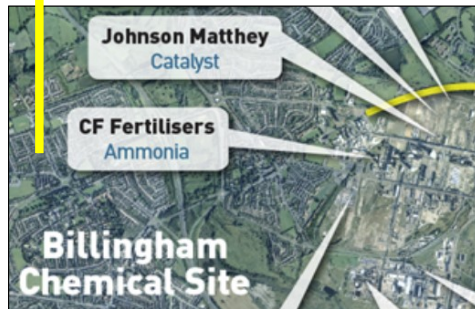 Johnson Matthey
Catalyst
CF Fertilisers
Ammonia
Billingham
Chemical Site